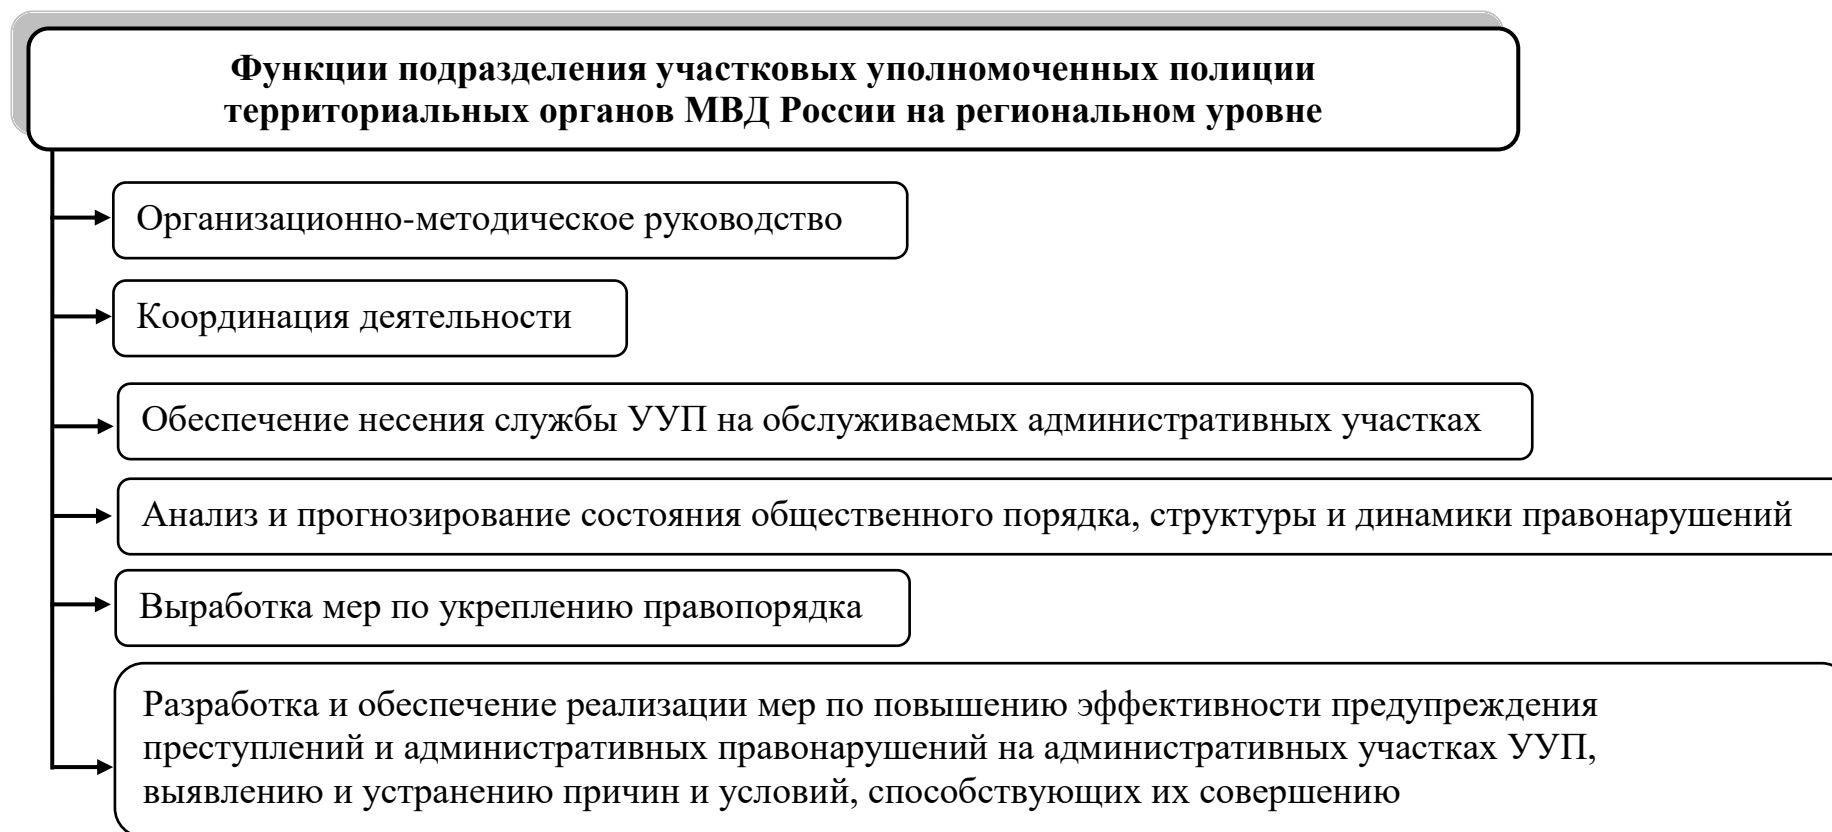 Функции подразделения участковых уполномоченных полиции
территориальных органов МВД России на региональном уровне
Организационно-методическое руководство
Координация деятельности
Обеспечение несения службы УУП на обслуживаемых административных участках
Анализ и прогнозирование состояния общественного порядка, структуры и динамики правонарушений
Выработка мер по укреплению правопорядка
Разработка и обеспечение реализации мер по повышению эффективности предупреждения
преступлений и административных правонарушений на административных участках УУП,
выявлению и устранению причин и условий, способствующих их совершению